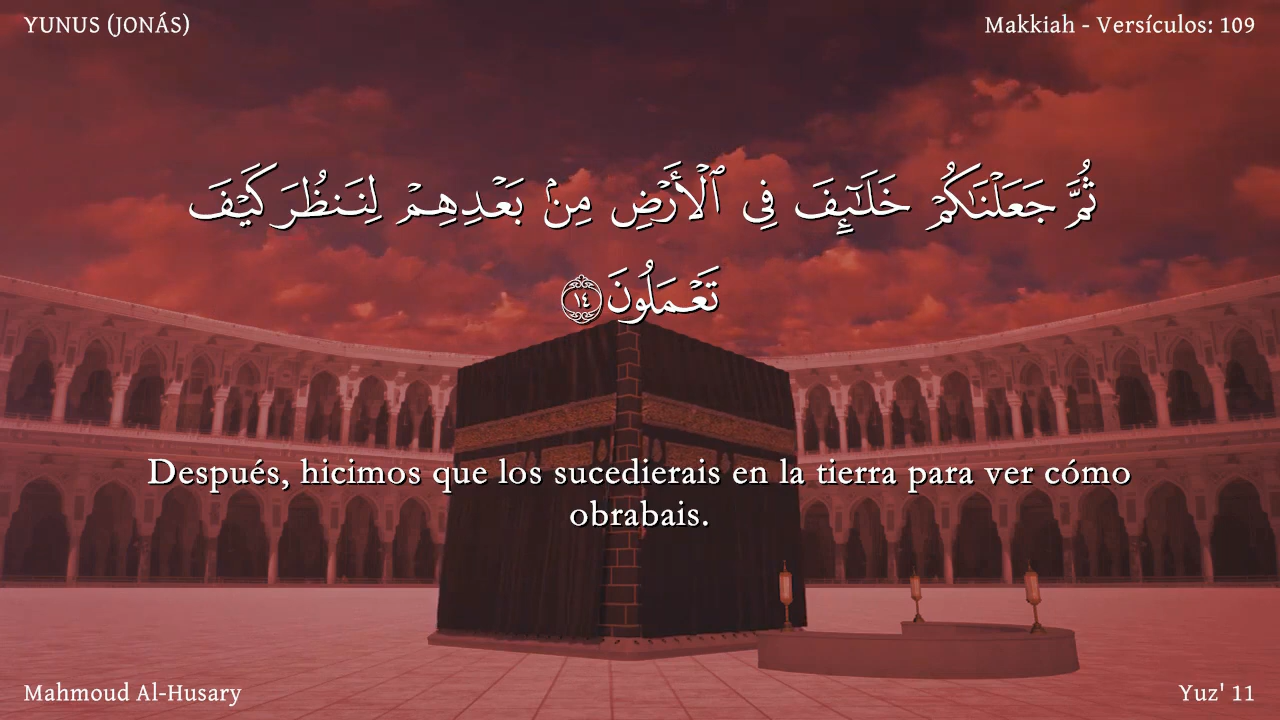 YUNUS (JONÁS)
Makkiah - Versículos: 109
ثُمَّ جَعَلْنَٰكُمْ خَلَٰٓئِفَ فِى ٱلْأَرْضِ مِنۢ بَعْدِهِمْ لِنَنظُرَ كَيْفَ
تَعْمَلُونَ ١٤
Después, hicimos que los sucedierais en la tierra para ver cómo
obrabais.
Mahmoud Al-Husary
Yuz' 11